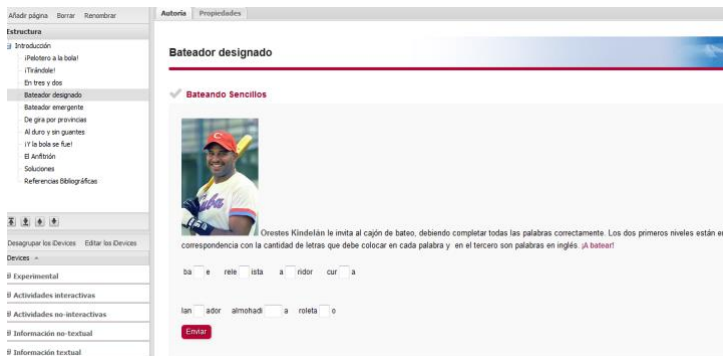 Añadir página Borrar Renombrar
Estructura
Introducción
¡Pelotero a la bola!
¡Tirándole!
En tres y dos
Bateador designado
Bateador emergente
De gira por provincias
Al duro y sin guantes
¡Y la bola se fue!
El Anfitrión
Soluciones
Referencias Bibliográficas
Desagrupar los iDevices Editar los iDevices
Devices
Experimental
Actividades interactivas
Actividades no-interactivas
Información no-textual
Información textual
Autoría Propiedades
Bateador designado
Bateando Sencillos
Cuba
Orestes Kindelán le invita al cajón de bateo, debiendo completar todas las palabras correctamente. Los dos primeros niveles están en
correspondencia con la cantidad de letras que debe colocar en cada palabra y en el tercero son palabras en inglés. ¡A batear!
ba e rele ista a ridor cur a
lan ador almohadi a roleta o
Enviar